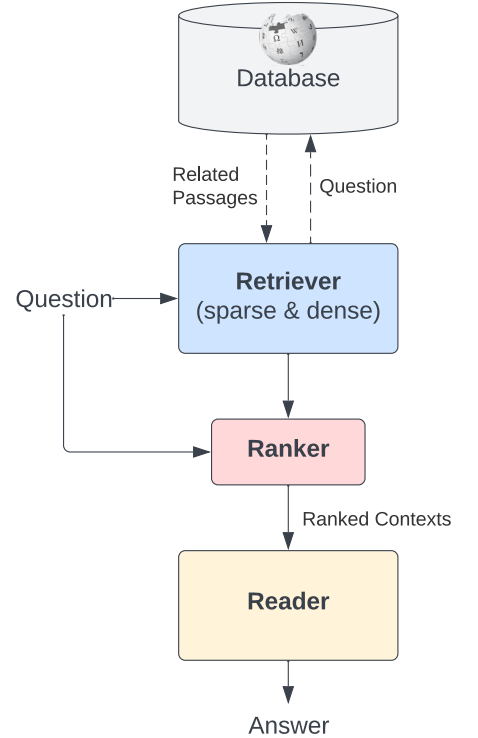 Database
Related
Passages
Question
Retriever
(sparse & dense)
Question
Ranker
Ranked Contexts
Reader
Answer